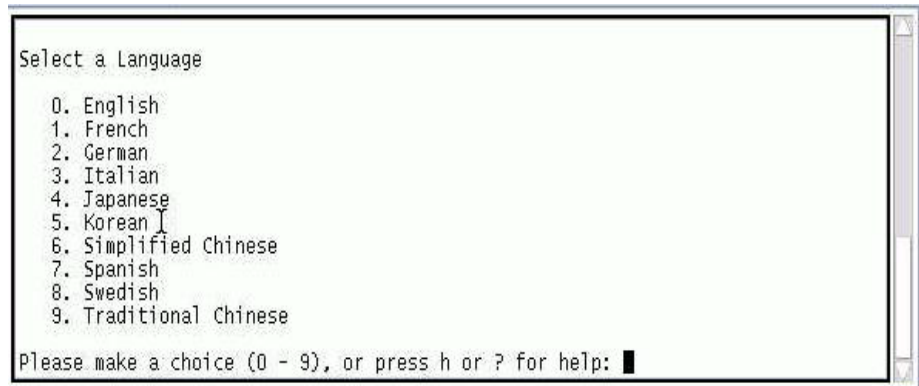 Select a Language
0. English
1. French
2. German
3. Italian
4. Japanese
5. Korean
6. Simplified Chinese
7. Spanish
8. Swedish
9. Traditional Chinese
Please make a choice (0 - 9), or press h or ? for help: